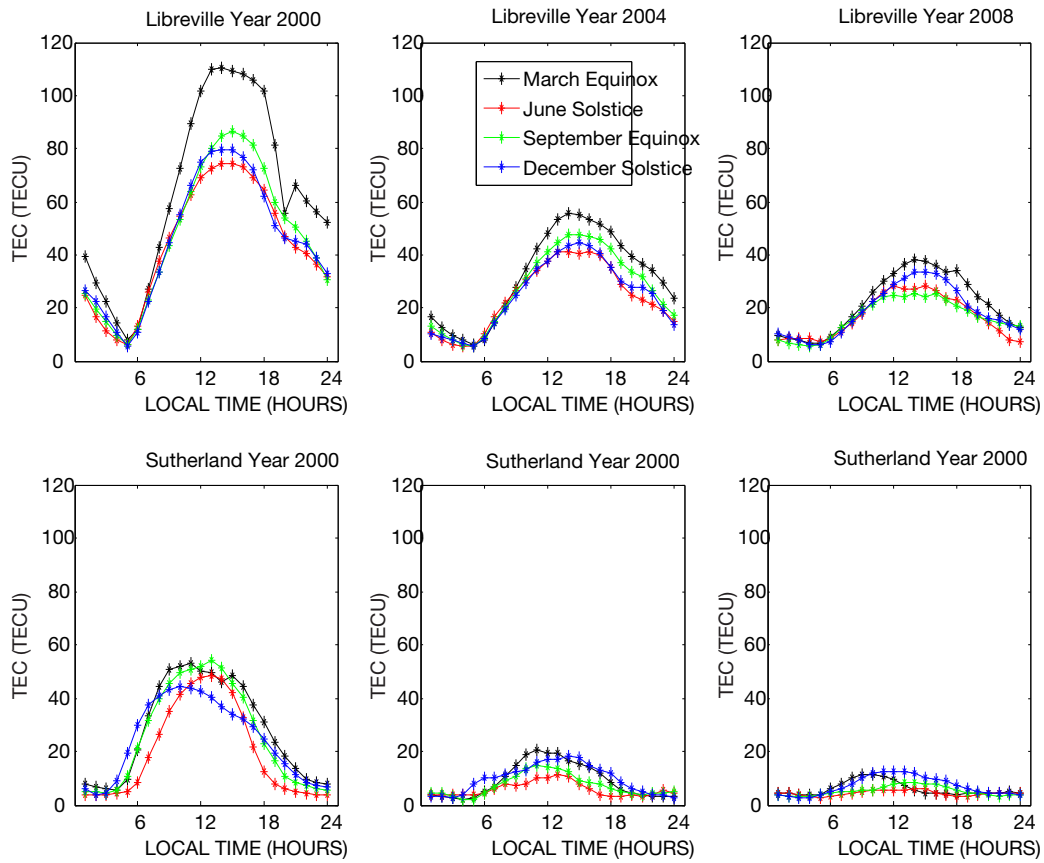 Libreville Year 2000
Libreville Year 2004
Libreville Year 2008
120
100
80
60
40
20
0
TEC (TECU)
6 12 18 24
LOCAL TIME (HOURS)
120
100
80
60
40
20
0
TEC (TECU)
March Equinox
June Solstice
September Equinox
December Solstice
6 12 18 24
LOCAL TIME (HOURS)
120
100
80
60
40
20
0
TEC (TECU)
6 12 18 24
LOCAL TIME (HOURS)
Sutherland Year 2000
Sutherland Year 2000
Sutherland Year 2000
120
100
80
60
40
20
0
TEC (TECU)
6 12 18 24
LOCAL TIME (HOURS)
120
100
80
60
40
20
0
TEC (TECU)
6 12 18 24
LOCAL TIME (HOURS)
120
100
80
60
40
20
0
TEC (TECU)
6 12 18 24
LOCAL TIME (HOURS)